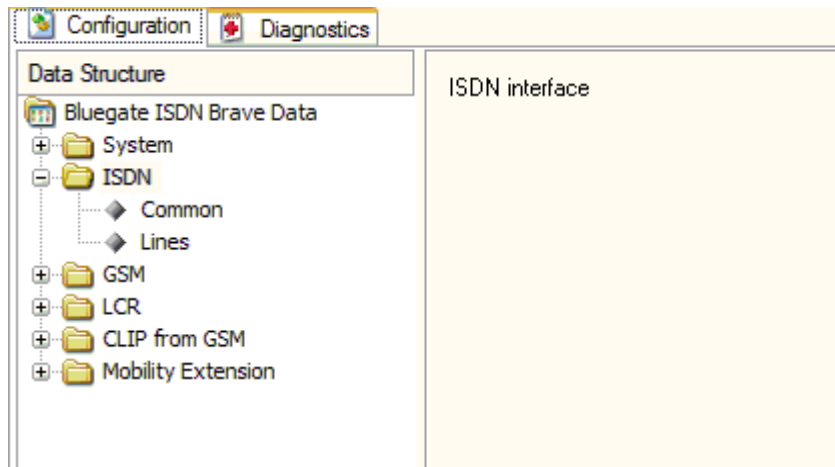 Configuration
Diagnostics
Data Structure
Bluegate ISDN Brave Data
System
ISDN
Common
Lines
GSM
LCR
CLIP from GSM
Mobility Extension
ISDN interface